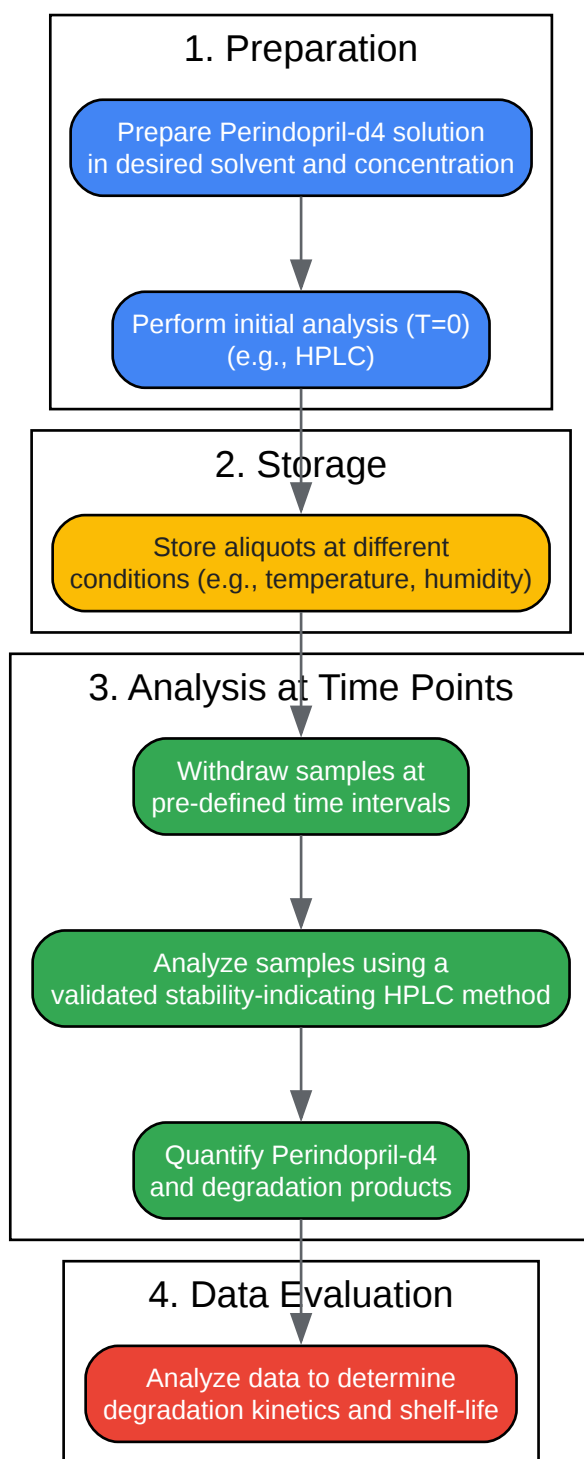 1. Preparation
Prepare Perindopril-d4 solution
in desired solvent and concentration
Perform initial analysis (T=0)
(e.g., HPLC)
2. Storage
Store aliquots at different
conditions (e.g., temperature, humidity)
3. Analysis at Time Points
Withdraw samples at
pre-defined time intervals
Analyze samples using a
validated stability-indicating HPLC method
Quantify Perindopril-d4
and degradation products
4. Data Evaluation
Analyze data to determine
degradation kinetics and shelf-life